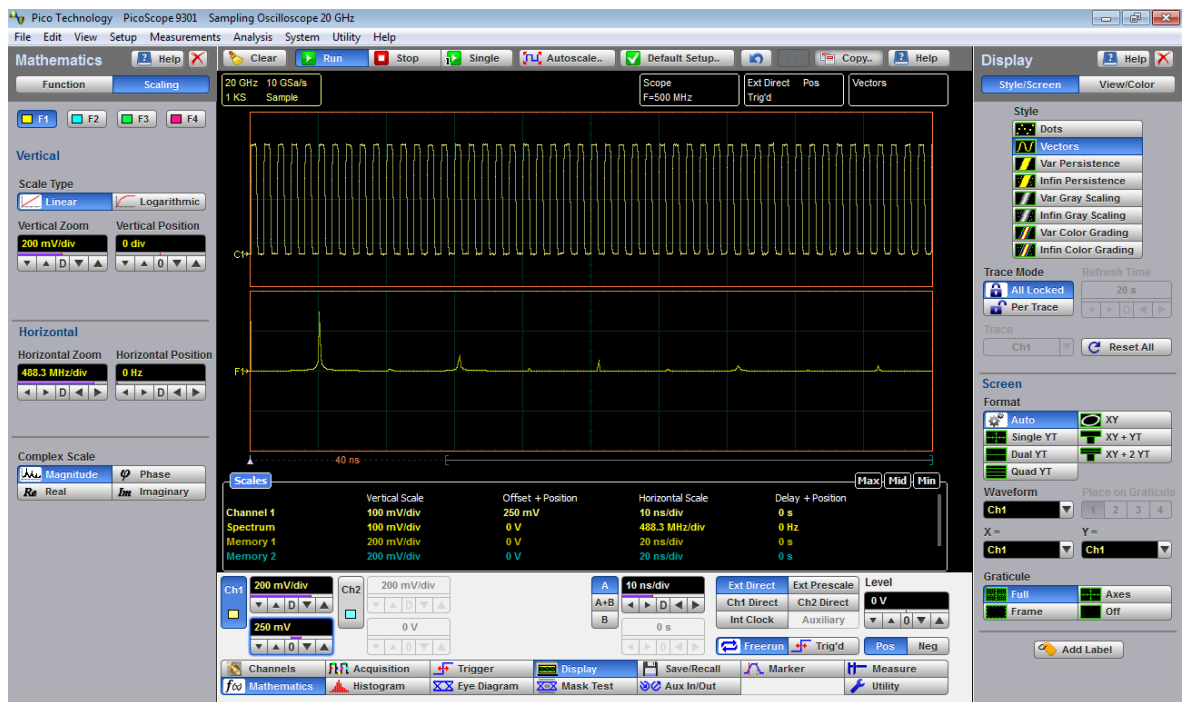 Pico Technology PicoScope 9301 Sampling Oscilloscope 20 GHz
File Edit View Setup Measurements Analysis System Utility Help
Mathematics ? Help
Function Scaling
F1 F2 F3 F4
Vertical
Scale Type
Linear Logarithmic
Vertical Zoom Vertical Position
200 mV/div 0 div
D 0
Horizontal
Horizontal Zoom Horizontal Position
488.3 MHz/div 0 Hz
D D
Complex Scale
Magnitude φ Phase
Re Real Im Imaginary
Clear Run Stop Single Autoscale.. Default Setup.. Copy.. ? Help
20 GHz 10 GSa/s
1 KS Sample
Scope
F=500 MHz
Ext Direct Pos
Trig'd
Vectors
C1
F1
40 ns
Scales Max Mid Min
Vertical Scale Offset + Position Horizontal Scale Delay + Position
Channel 1 100 mV/div 250 mV 10 ns/div 0 s
Spectrum 100 mV/div 0 V 488.3 MHz/div 0 Hz
Memory 1 200 mV/div 0 V 20 ns/div 0 s
Memory 2 200 mV/div 0 V 20 ns/div 0 s
Ch1 200 mV/div
D
250 mV
0
Ch2 200 mV/div
D
0 V
0
A 10 ns/div
A+B D
B 0 s
D
Ext Direct Ext Prescale
Ch1 Direct Ch2 Direct
Int Clock Auxiliary
Freerun Trig'd
Level
0 V
0
Pos Neg
Channels Acquisition Trigger Display Save/Recall Marker Measure
f(x) Mathematics Histogram Eye Diagram Mask Test Aux In/Out Utility
Display ? Help
Style/Screen View/Color
Style
Dots
Vectors
Var Persistence
Infin Persistence
Var Gray Scaling
Infin Gray Scaling
Var Color Grading
Infin Color Grading
Trace Mode Refresh Time
All Locked 20 s
Per Trace D
Trace
Ch1 Reset All
Screen
Format
Auto XY
Single YT XY + YT
Dual YT XY + 2 YT
Quad YT
Waveform Place on Graticule
Ch1 1 2 3 4
X = Y =
Ch1 Ch1
Graticule
Full Axes
Frame Off
Add Label